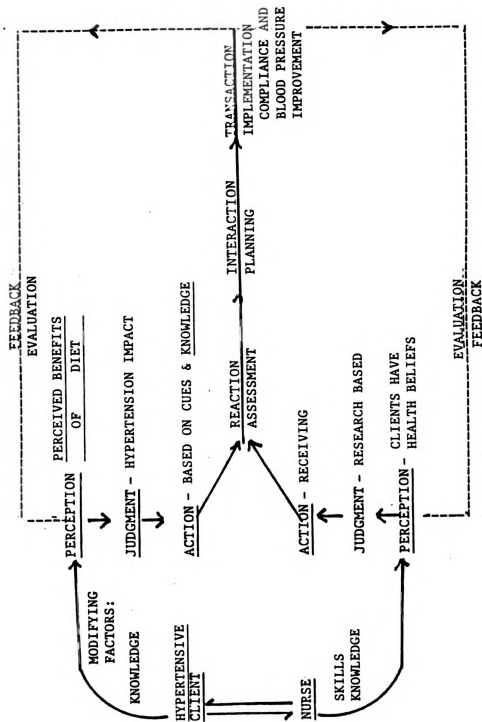 FEEDBACK
EVALUATION
PERCEIVED BENEFITS
OF DIET
PERCEPTION
JUDGMENT - HYPERTENSION IMPACT
ACTION - BASED ON CUES & KNOWLEDGE
MODIFYING
FACTORS:
KNOWLEDGE
HYPERTENSIVE
CLIENT
REACTION
ASSESSMENT
INTERACTION
PLANNING
TRANSACTION
IMPLEMENTATION
COMPLIANCE AND
BLOOD PRESSURE
IMPROVEMENT
NURSE
SKILLS
KNOWLEDGE
ACTION - RECEIVING
JUDGMENT - RESEARCH BASED
PERCEPTION - CLIENTS HAVE
HEALTH BELIEFS
EVALUATION
FEEDBACK